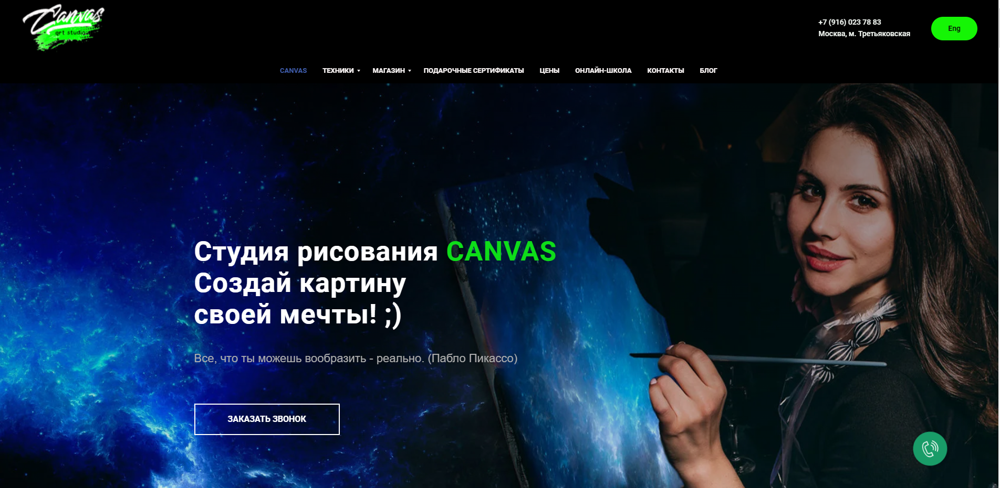 Canvas
art studio
+7 (916) 023 78 83
Москва, м. Третьяковская
Eng
CANVAS ТЕХНИКИ МАГАЗИН ПОДАРОЧНЫЕ СЕРТИФИКАТЫ ЦЕНЫ ОНЛАЙН-ШКОЛА КОНТАКТЫ БЛОГ
Студия рисования CANVAS
Создай картину
своей мечты! ;)
Все, что ты можешь вообразить - реально. (Пабло Пикассо)
ЗАКАЗАТЬ ЗВОНОК